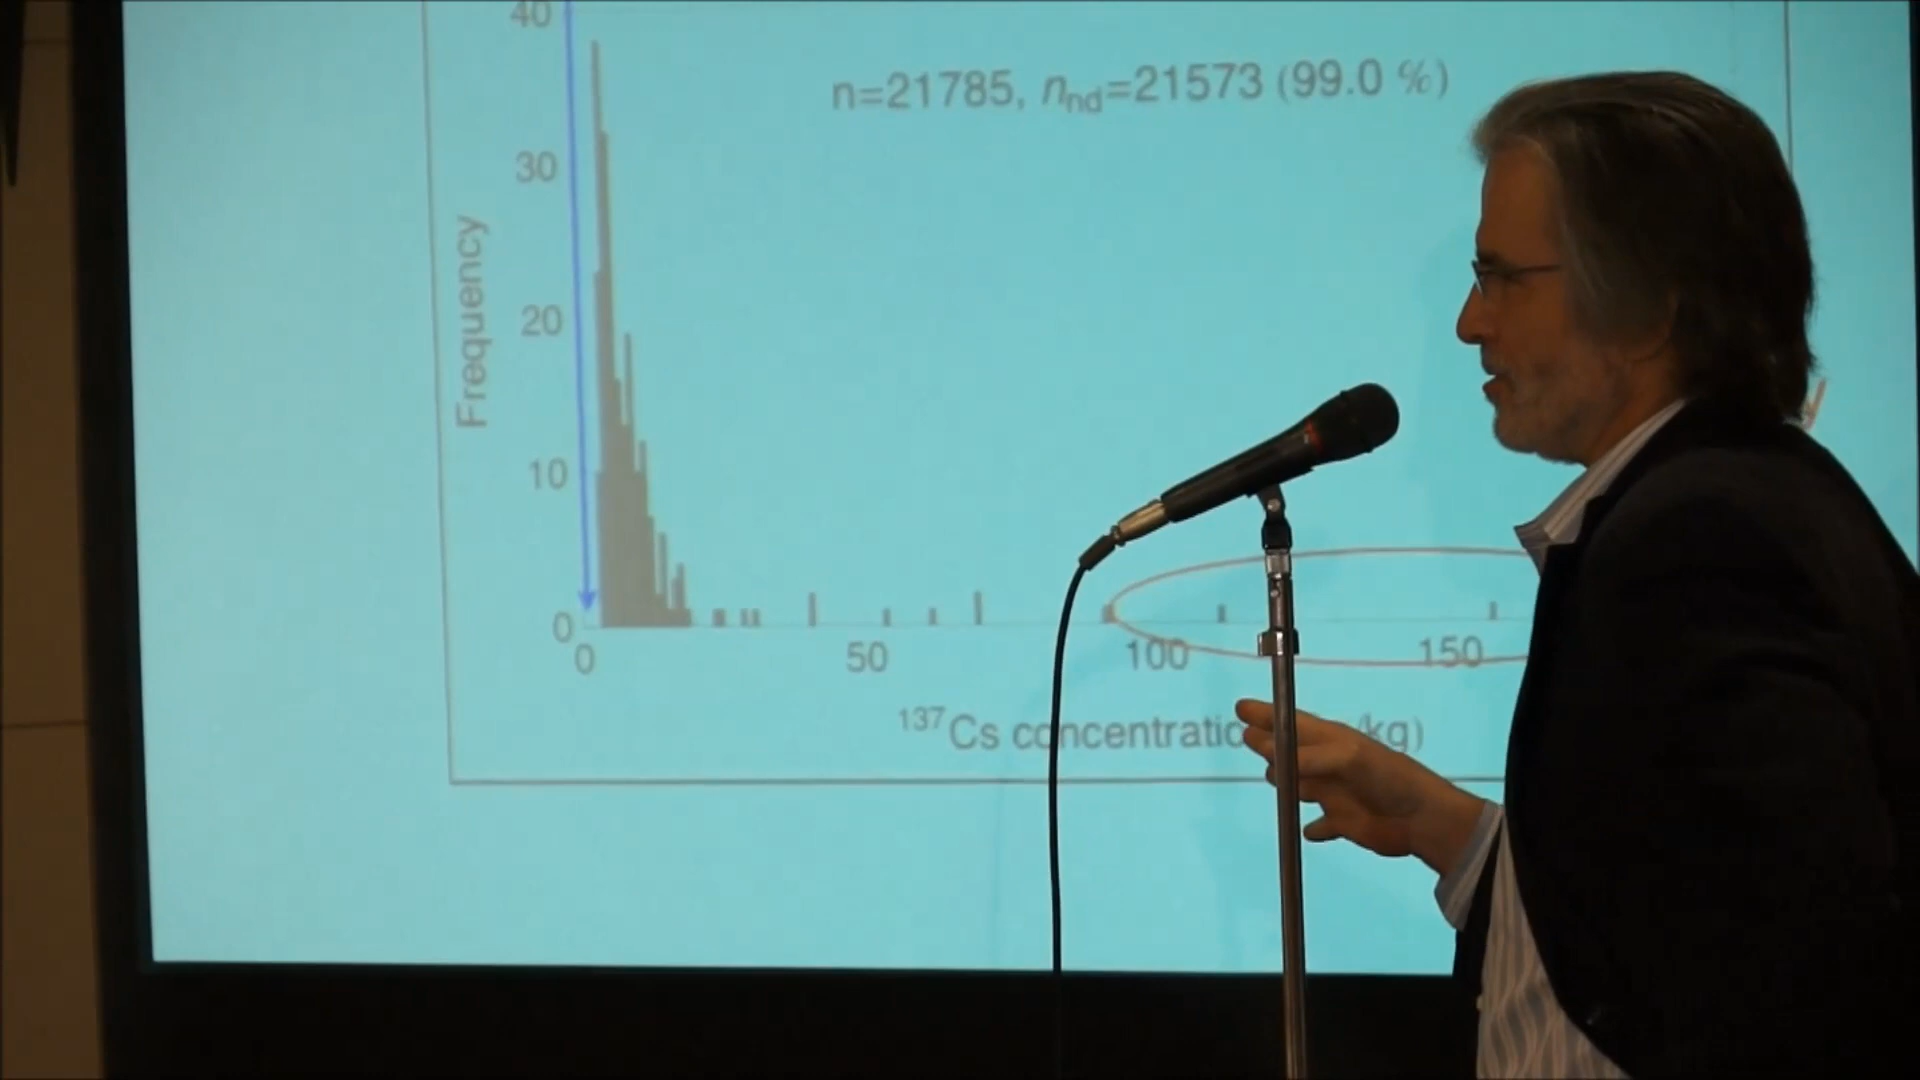 40
n=21785, nnd=21573 (99.0 %)
30
20
10
0
Frequency
0 50 100 150
137Cs concentratio /kg)